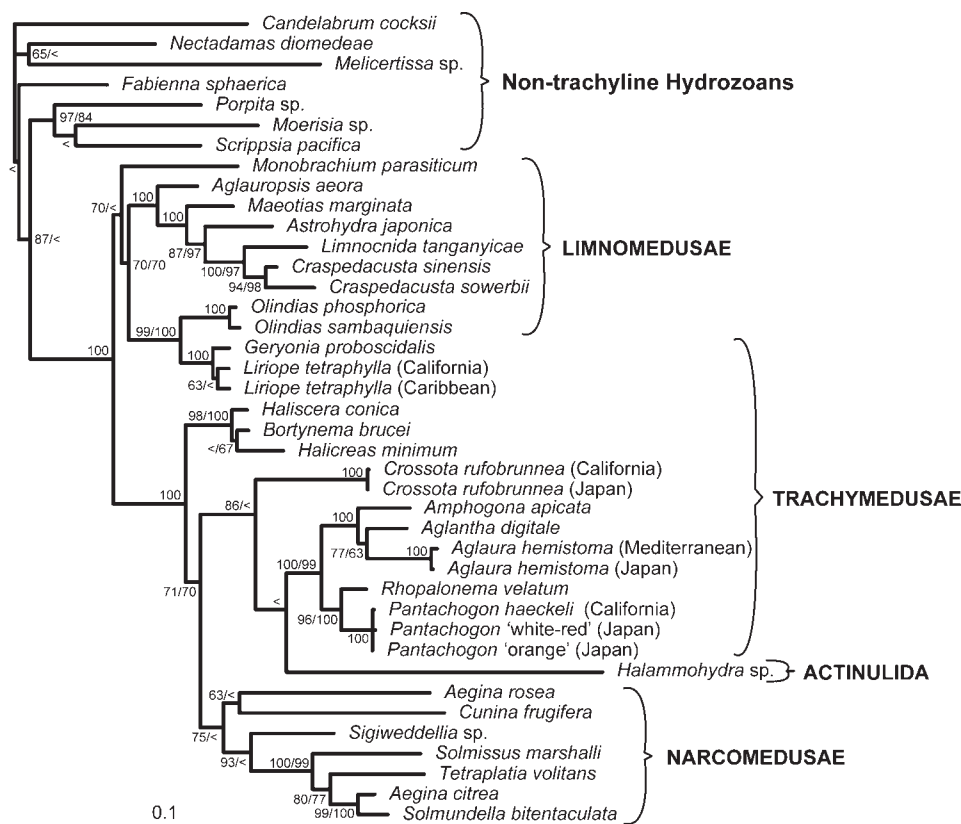 Candelabrum cocksii
Nectadamas diomedeae
65/<
Melicertissa sp.
Non-trachyline Hydrozoans
Fabienna sphaerica
Porpita sp.
97/84
Moerisia sp.
<
Scrippsia pacifica
<
Monobrachium parasiticum
Aglauropsis aeora
100
Maeotias marginata
70/<
100
Astrohydra japonica
87/<
87/97
Limnocnida tanganyicae
LIMNOMEDUSAE
70/70
100/97
Craspedacusta sinensis
94/98
Craspedacusta sowerbii
Olindias phosphorica
100
Olindias sambaquiensis
99/100
Geryonia proboscidalis
100
100
Liriope tetraphylla (California)
63/<
Liriope tetraphylla (Caribbean)
Haliscera conica
98/100
Bortynema brucei
</67
Halicreas minimum
Crossota rufobrunnea (California)
100
Crossota rufobrunnea (Japan)
TRACHYMEDUSAE
100
86/<
Amphogona apicata
100
Aglantha digitale
77/63
100
Aglaura hemistoma (Mediterranean)
100/99
Aglaura hemistoma (Japan)
71/70
Rhopalonema velatum
<
96/100
Pantachogon haeckeli (California)
Pantachogon 'white-red' (Japan)
100
Pantachogon 'orange' (Japan)
Halammohydra sp.
ACTINULIDA
Aegina rosea
63/<
Cunina frugifera
75/<
Sigiweddellia sp.
93/<
100/99
Solmissus marshalli
NARCOMEDUSAE
Tetraplatia volitans
80/77
Aegina citrea
99/100
Solmundella bitentaculata
0.1